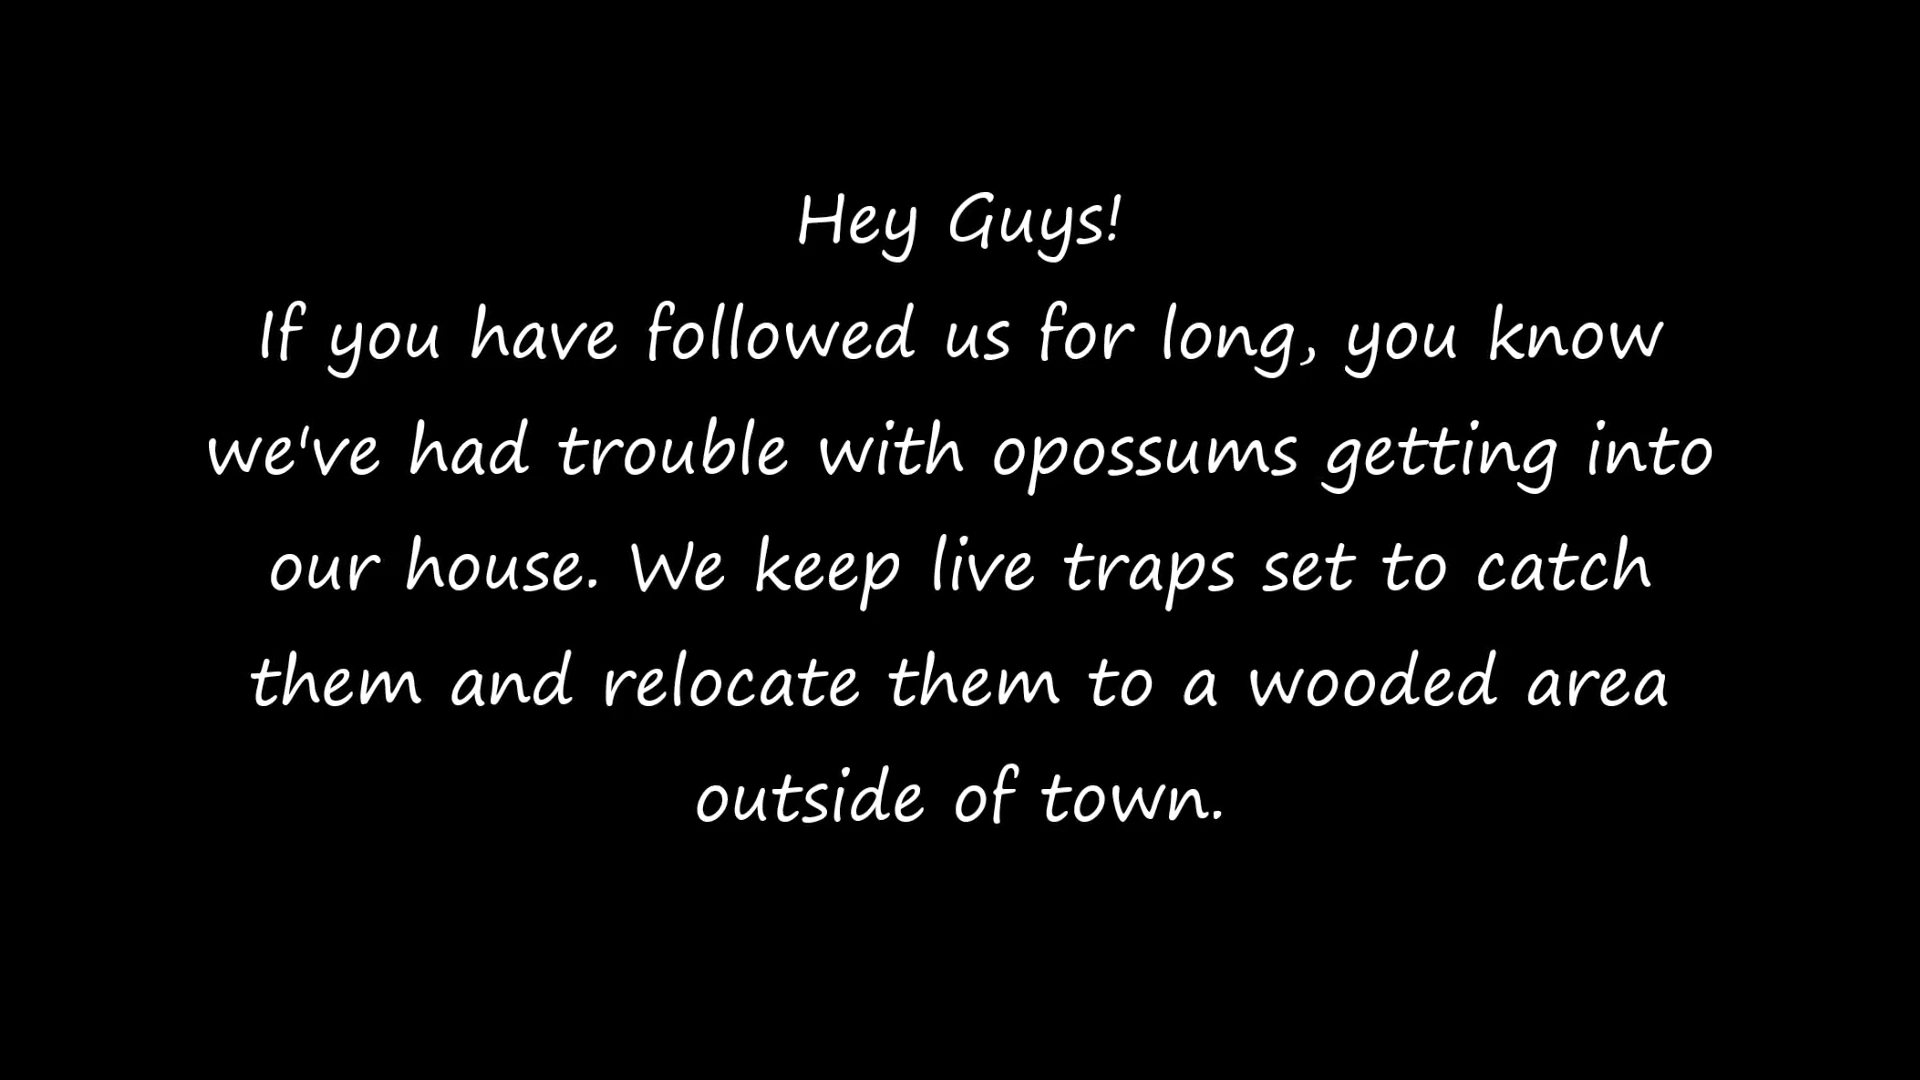 Hey Guys!
If you have followed us for long, you know
we've had trouble with opossums getting into
our house. We keep live traps set to catch
them and relocate them to a wooded area
outside of town.